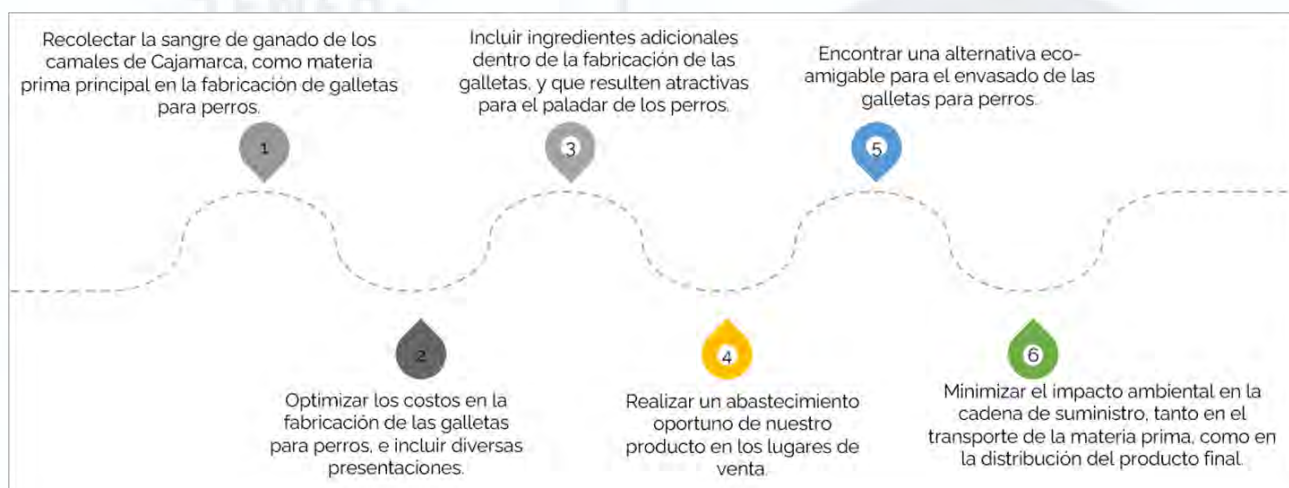 Recolectar la sangre de ganado de los
camales de Cajamarca, como materia
prima principal en la fabricación de galletas
para perros.
1
Optimizar los costos en la
fabricación de las galletas
para perros, e incluir diversas
presentaciones.
2
Incluir ingredientes adicionales
dentro de la fabricación de las
galletas, y que resulten atractivas
para el paladar de los perros.
3
Realizar un abastecimiento
oportuno de nuestro
producto en los lugares de
venta.
4
Encontrar una alternativa eco-
amigable para el envasado de las
galletas para perros.
5
Minimizar el impacto ambiental en la
cadena de suministro, tanto en el
transporte de la materia prima, como en
la distribución del producto final.
6